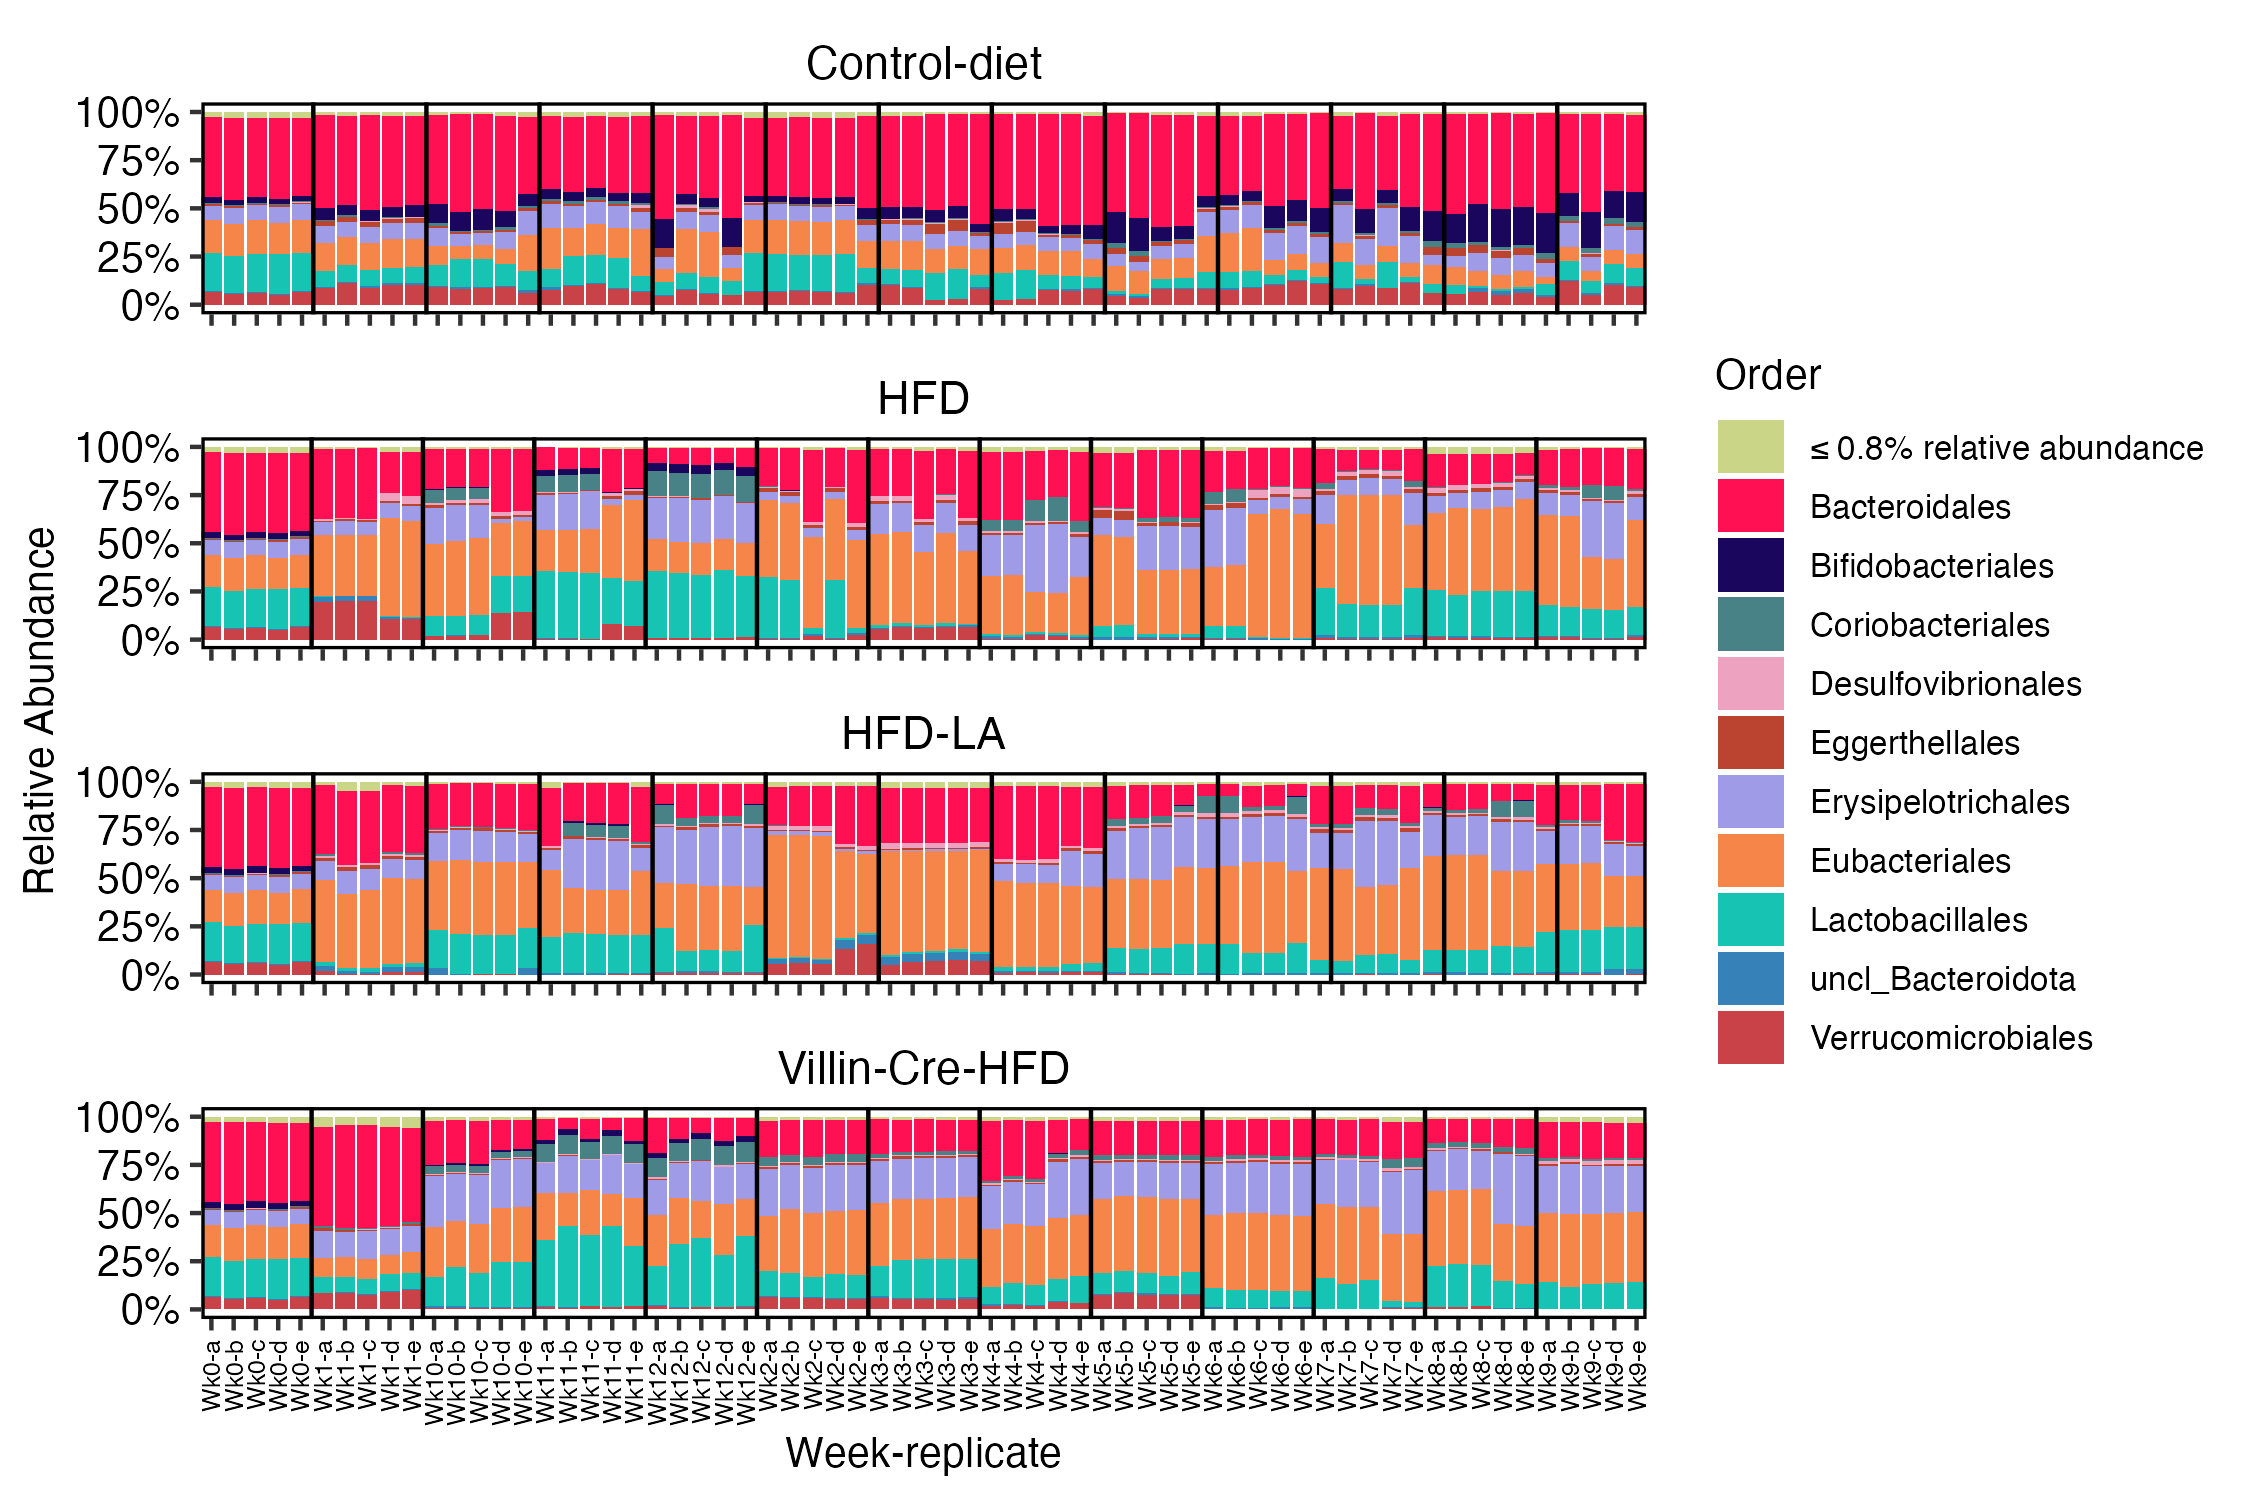 Control-diet
100%
75%
50%
25%
0%
HFD
100%
75%
50%
25%
0%
HFD-LA
100%
75%
50%
25%
0%
Villin-Cre-HFD
100%
75%
50%
25%
0%
Relative Abundance
Wk0-a
Wk0-b
Wk0-c
Wk0-d
Wk0-e
Wk1-a
Wk1-b
Wk1-c
Wk1-d
Wk1-e
Wk10-a
Wk10-b
Wk10-c
Wk10-d
Wk10-e
Wk11-a
Wk11-b
Wk11-c
Wk11-d
Wk11-e
Wk12-a
Wk12-b
Wk12-c
Wk12-d
Wk12-e
Wk2-a
Wk2-b
Wk2-c
Wk2-d
Wk2-e
Wk3-a
Wk3-b
Wk3-c
Wk3-d
Wk3-e
Wk4-a
Wk4-b
Wk4-c
Wk4-d
Wk4-e
Wk5-a
Wk5-b
Wk5-c
Wk5-d
Wk5-e
Wk6-a
Wk6-b
Wk6-c
Wk6-d
Wk6-e
Wk7-a
Wk7-b
Wk7-c
Wk7-d
Wk7-e
Wk8-a
Wk8-b
Wk8-c
Wk8-d
Wk8-e
Wk9-a
Wk9-b
Wk9-c
Wk9-d
Wk9-e
Week-replicate
Order
≤ 0.8% relative abundance
Bacteroidales
Bifidobacteriales
Coriobacteriales
Desulfovibrionales
Eggerthellales
Erysipelotrichales
Eubacteriales
Lactobacillales
uncl_Bacteroidota
Verrucomicrobiales